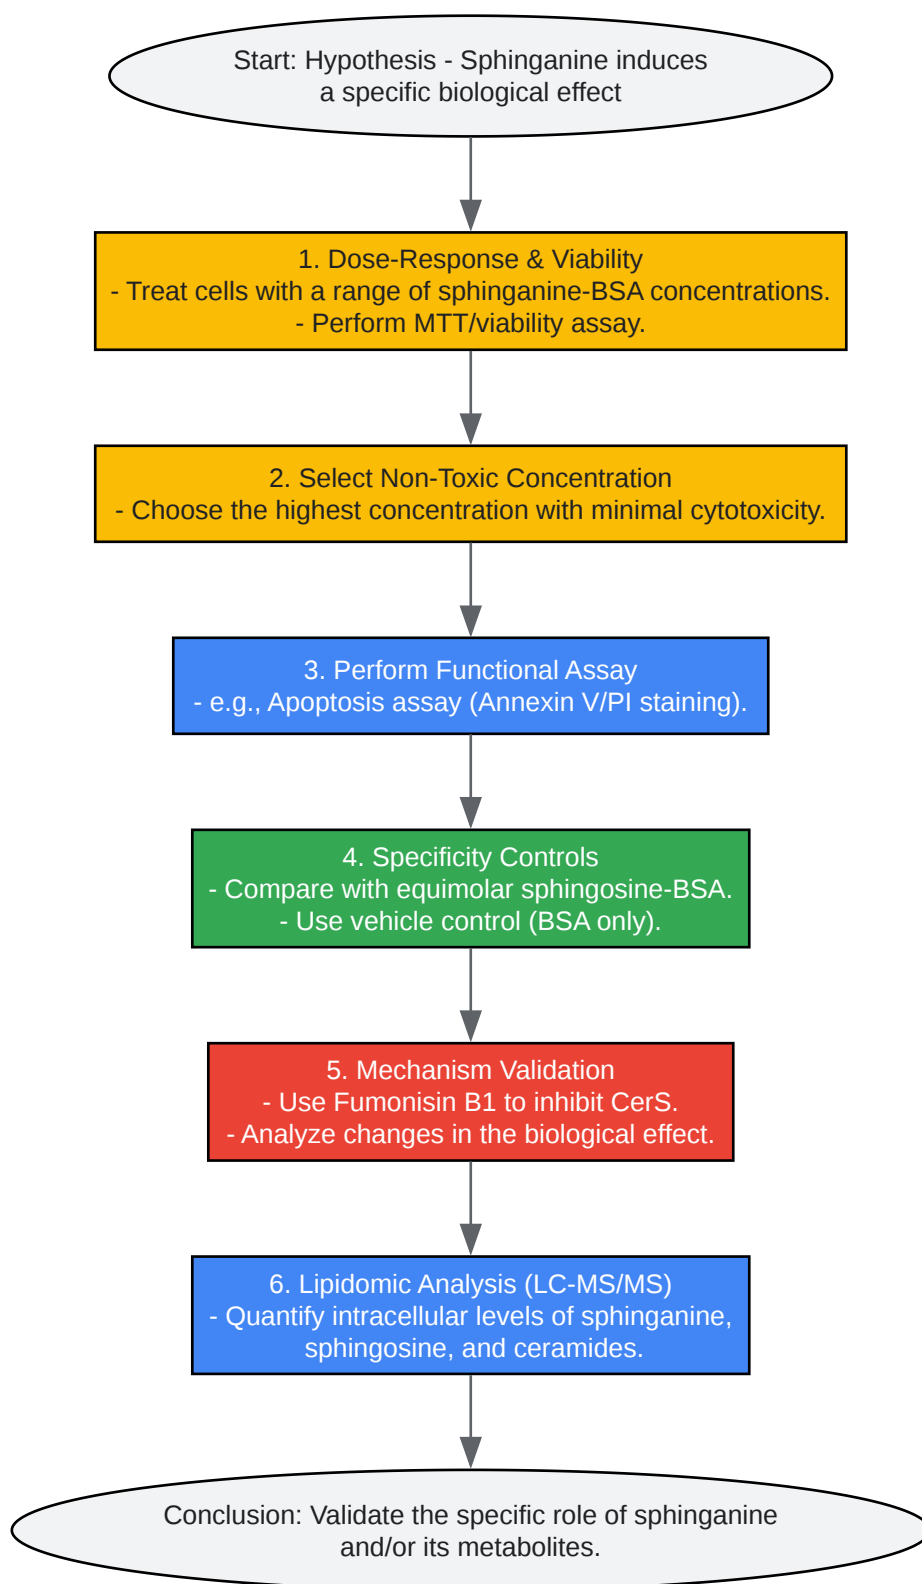 Start: Hypothesis - Sphinganine induces
a specific biological effect
1. Dose-Response & Viability
- Treat cells with a range of sphinganine-BSA concentrations.
- Perform MTT/viability assay.
2. Select Non-Toxic Concentration
- Choose the highest concentration with minimal cytotoxicity.
3. Perform Functional Assay
- e.g., Apoptosis assay (Annexin V/PI staining).
4. Specificity Controls
- Compare with equimolar sphingosine-BSA.
- Use vehicle control (BSA only).
5. Mechanism Validation
- Use Fumonisin B1 to inhibit CerS.
- Analyze changes in the biological effect.
6. Lipidomic Analysis (LC-MS/MS)
- Quantify intracellular levels of sphinganine,
sphingosine, and ceramides.
Conclusion: Validate the specific role of sphinganine
and/or its metabolites.